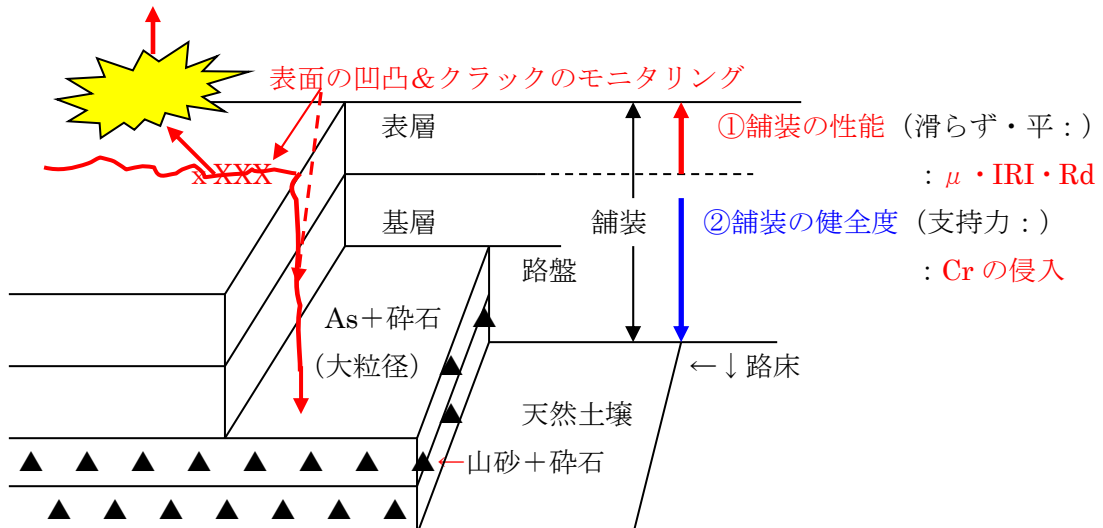 表面の凹凸＆クラックのモニタリング
表層
①舗装の性能（滑らず・平：）
x XXX
：μ・IRI・Rd
基層
舗装
②舗装の健全度（支持力：）
路盤
：Cr の侵入
As＋砕石
（大粒径）
←↓路床
天然土壌
←山砂＋砕石